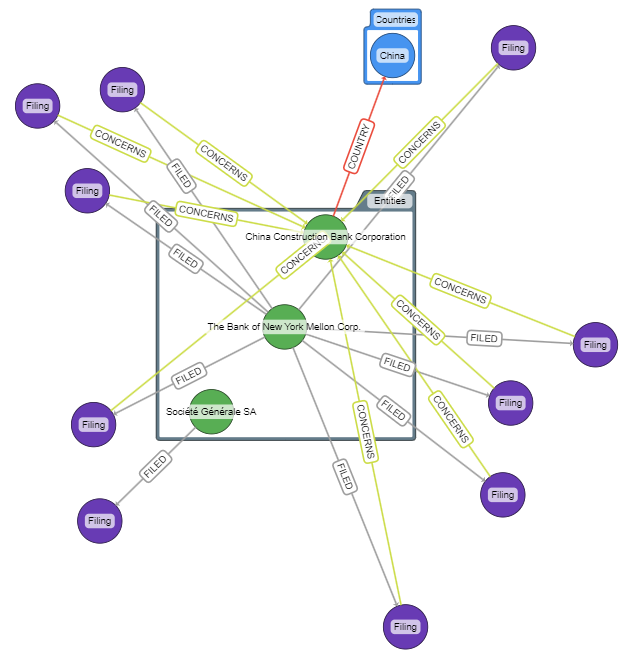 Countries
China
Filing
Filing
Filing
CONCERNS
CONCERNS
COUNTRY
CONCERNS
FILED
FILED
Filing
Entities
CONCERNS
FILED
China Construction Bank Corporation
CONCERNS
FILED
CONCERNS
CONCERNS
The Bank of New York Mellon Corp.
FILED
Filing
FILED
FILED
Filing
Société Générale SA
FILED
CONCERNS
CONCERNS
Filing
FILED
FILED
Filing
Filing
Filing